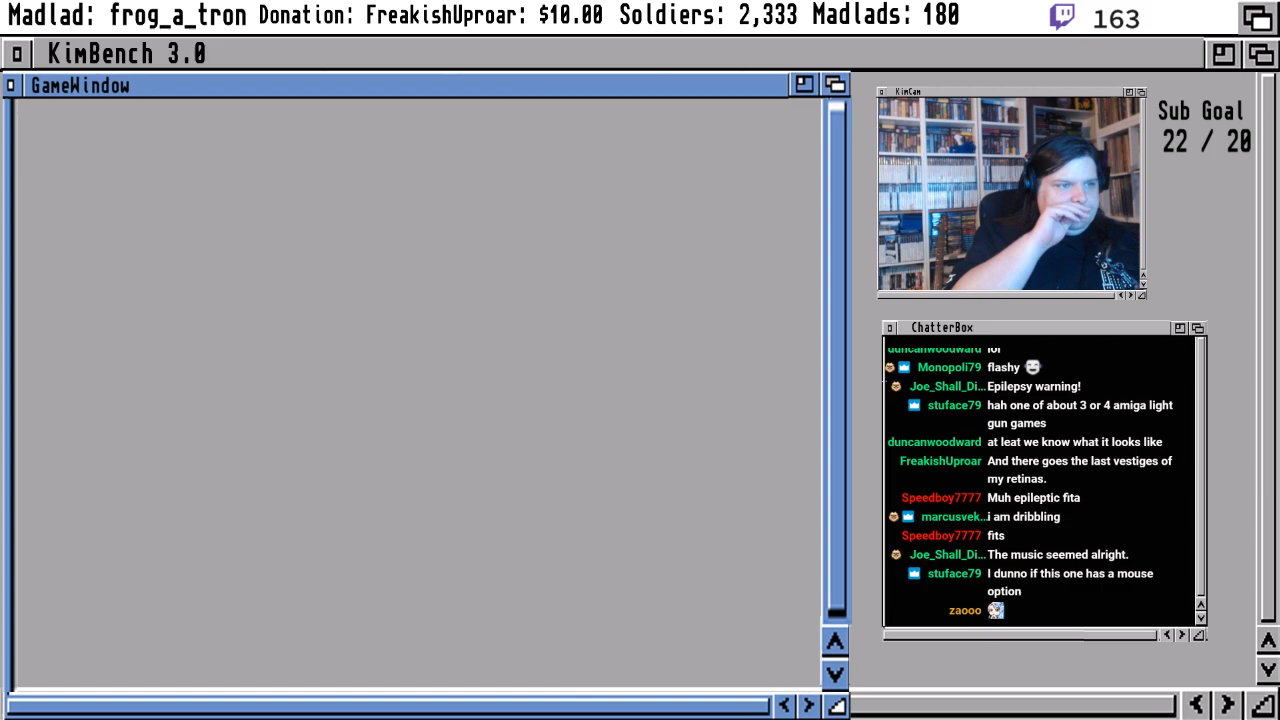 Madlad: frog_a_tron Donation: FreakishUproar: $10.00 Soldiers: 2,333 Madlads: 180 163
KimBench 3.0
GameWindow
KimCam
Sub Goal
22 / 20
ChatterBox
duncanwoodward lol
Monopoli79 flashy
Joe_Shall_Di... Epilepsy warning!
stuface79 hah one of about 3 or 4 amiga light
gun games
duncanwoodward at leat we know what it looks like
FreakishUproar And there goes the last vestiges of
my retinas.
Speedboy7777 Muh epileptic fita
marcusvek... i am dribbling
Speedboy7777 fits
Joe_Shall_Di... The music seemed alright.
stuface79 I dunno if this one has a mouse
option
zaooo